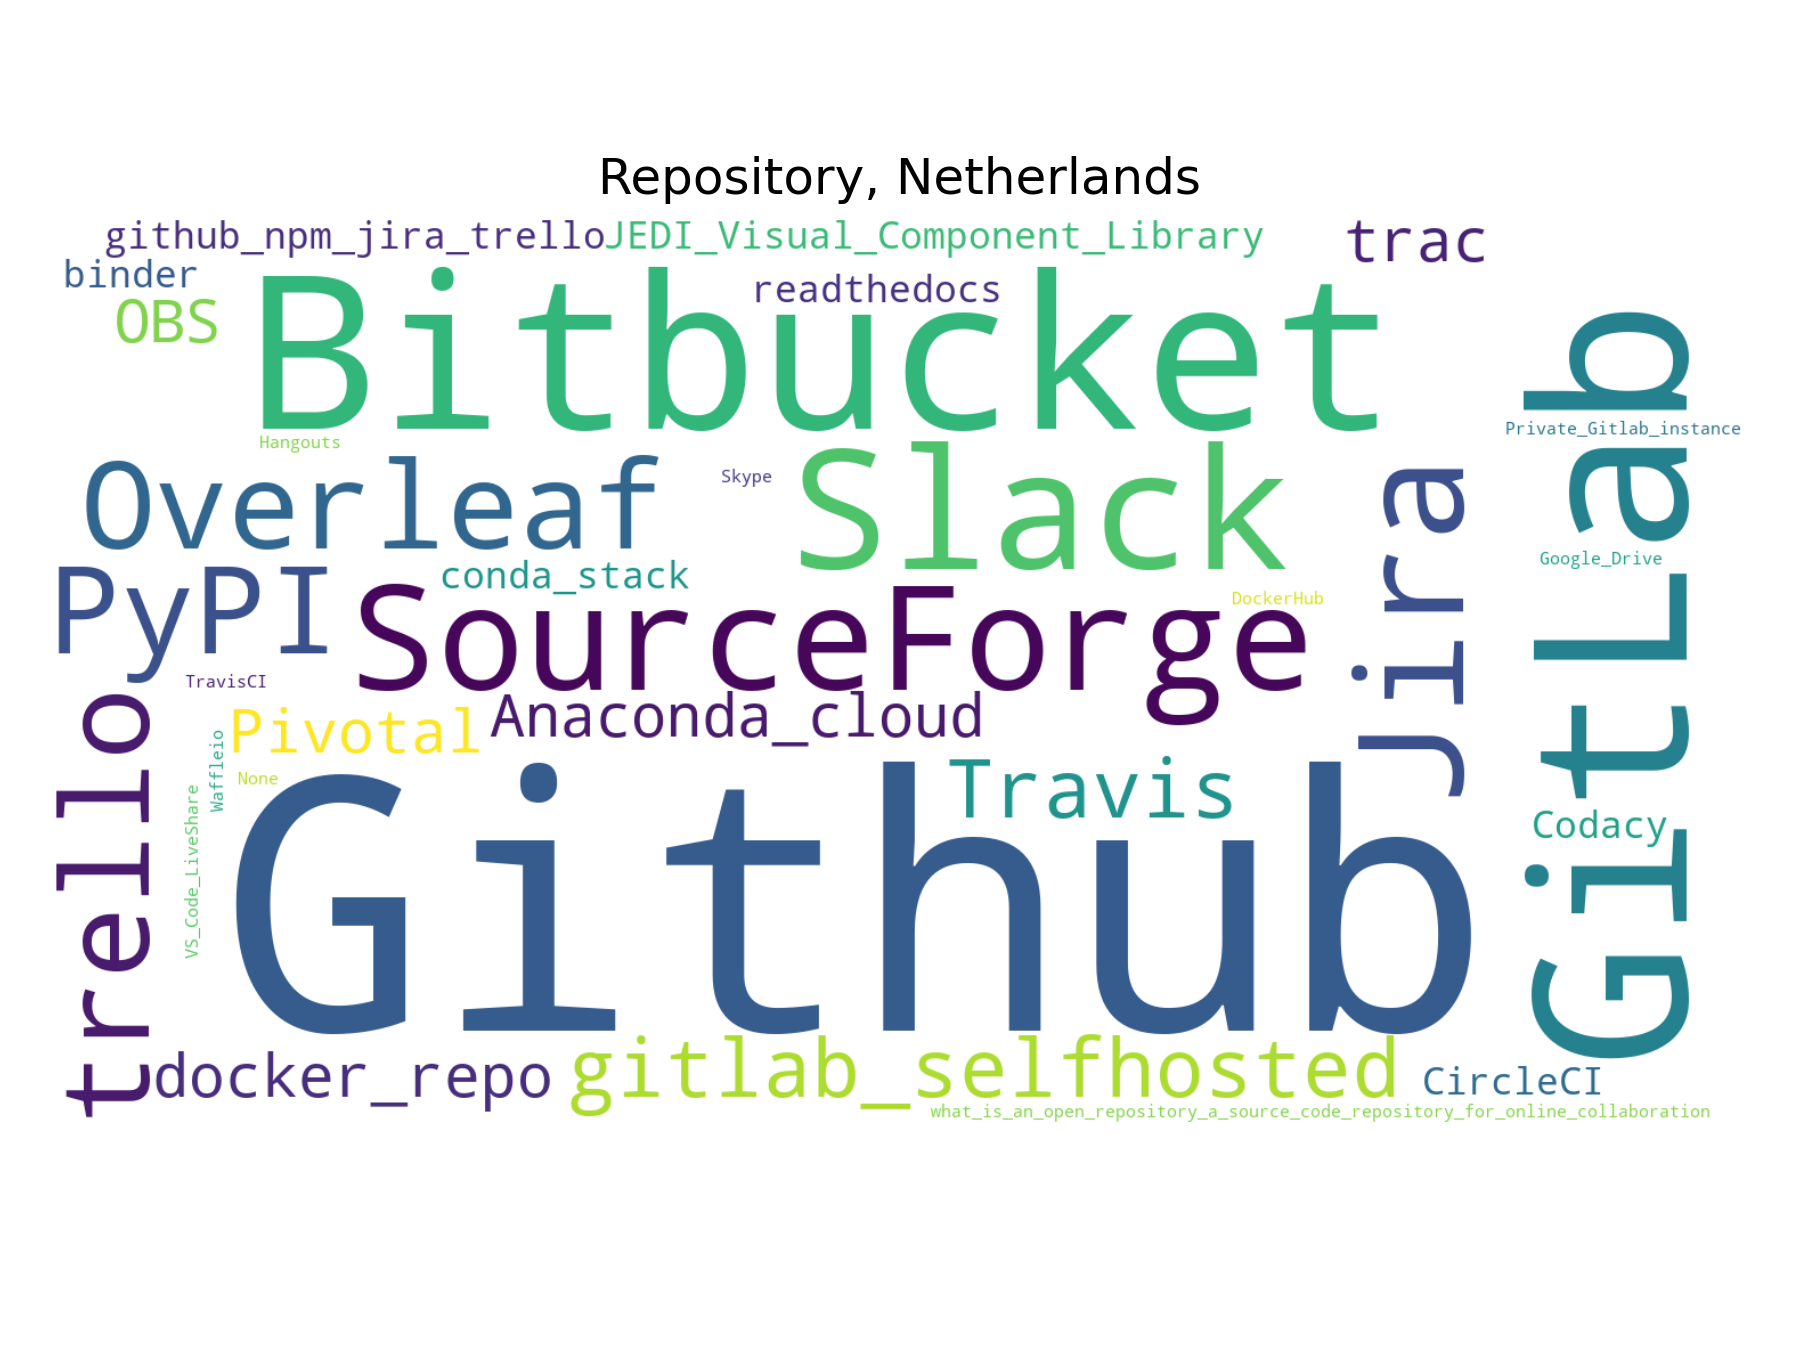 Repository, Netherlands
github_npm_jira_trello
JEDI_Visual_Component_Library
trac
binder
readthedocs
OBS
Bitbucket
Hangouts
Private_Gitlab_instance
Overleaf
Skype
Slack
jira
GitLab
Google_Drive
PyPI
conda_stack
SourceForge
DockerHub
TravisCI
trello
Pivotal
Anaconda_cloud
Waffleio
None
Travis
VS_Code_LiveShare
Codacy
Github
docker_repo
gitlab_selfhosted
CircleCI
what_is_an_open_repository_a_source_code_repository_for_online_collaboration